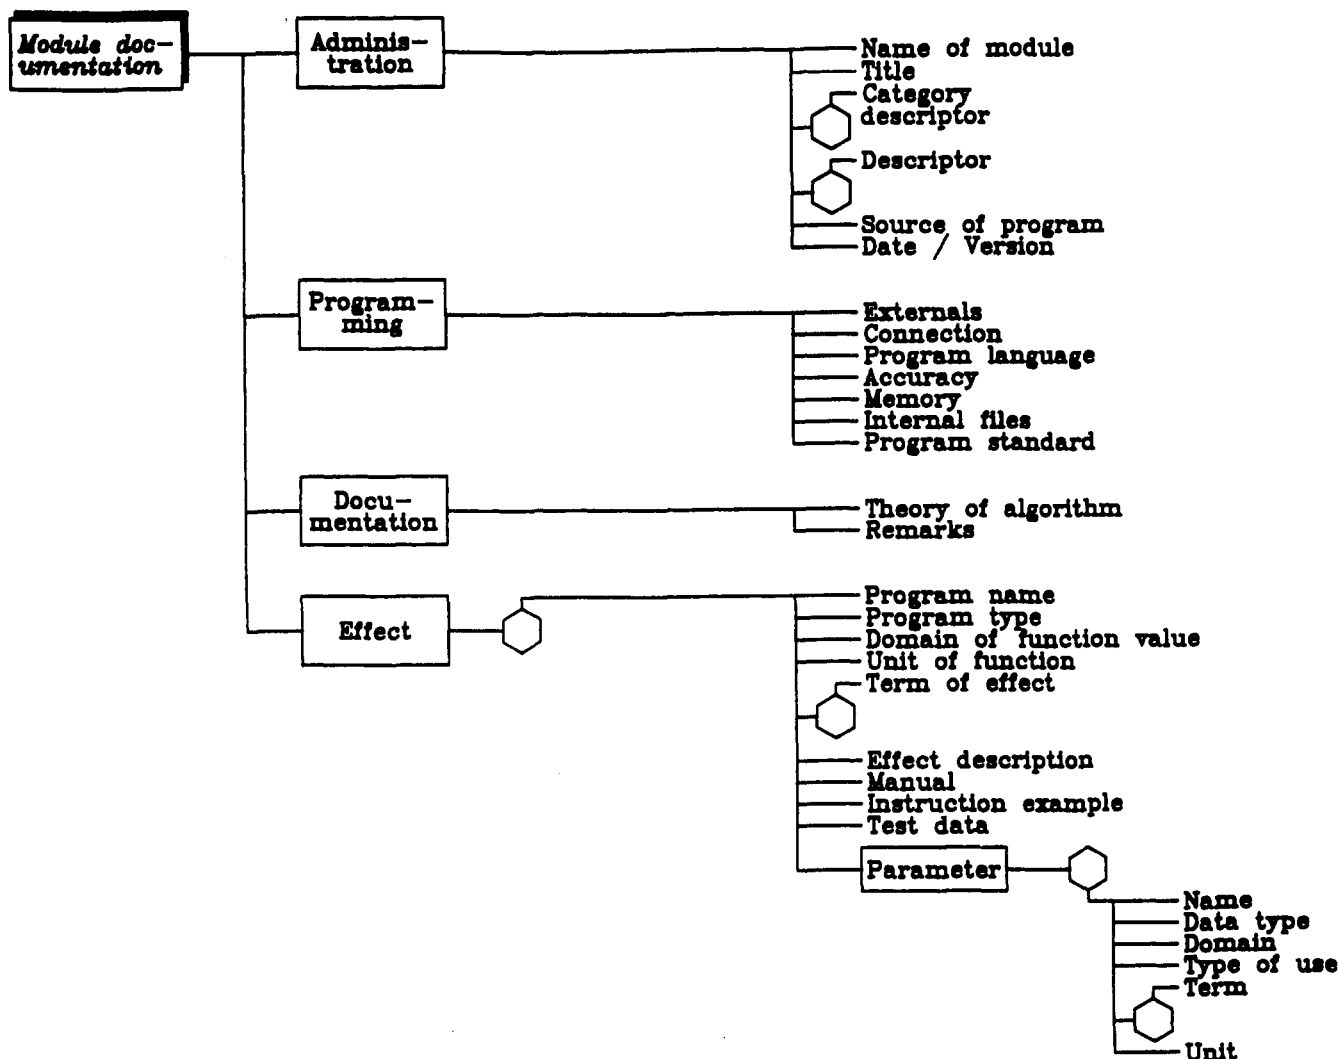 Module doc-
umentation
Adminis-
tration
Name of module
Title
Category
descriptor
Descriptor
Source of program
Date / Version
Program-
ming
Externals
Connection
Program language
Accuracy
Memory
Internal files
Program standard
Docu-
mentation
Theory of algorithm
Remarks
Effect
Program name
Program type
Domain of function value
Unit of function
Term of effect
Effect description
Manual
Instruction example
Test data
Parameter
Name
Data type
Domain
Type of use
Term
Unit